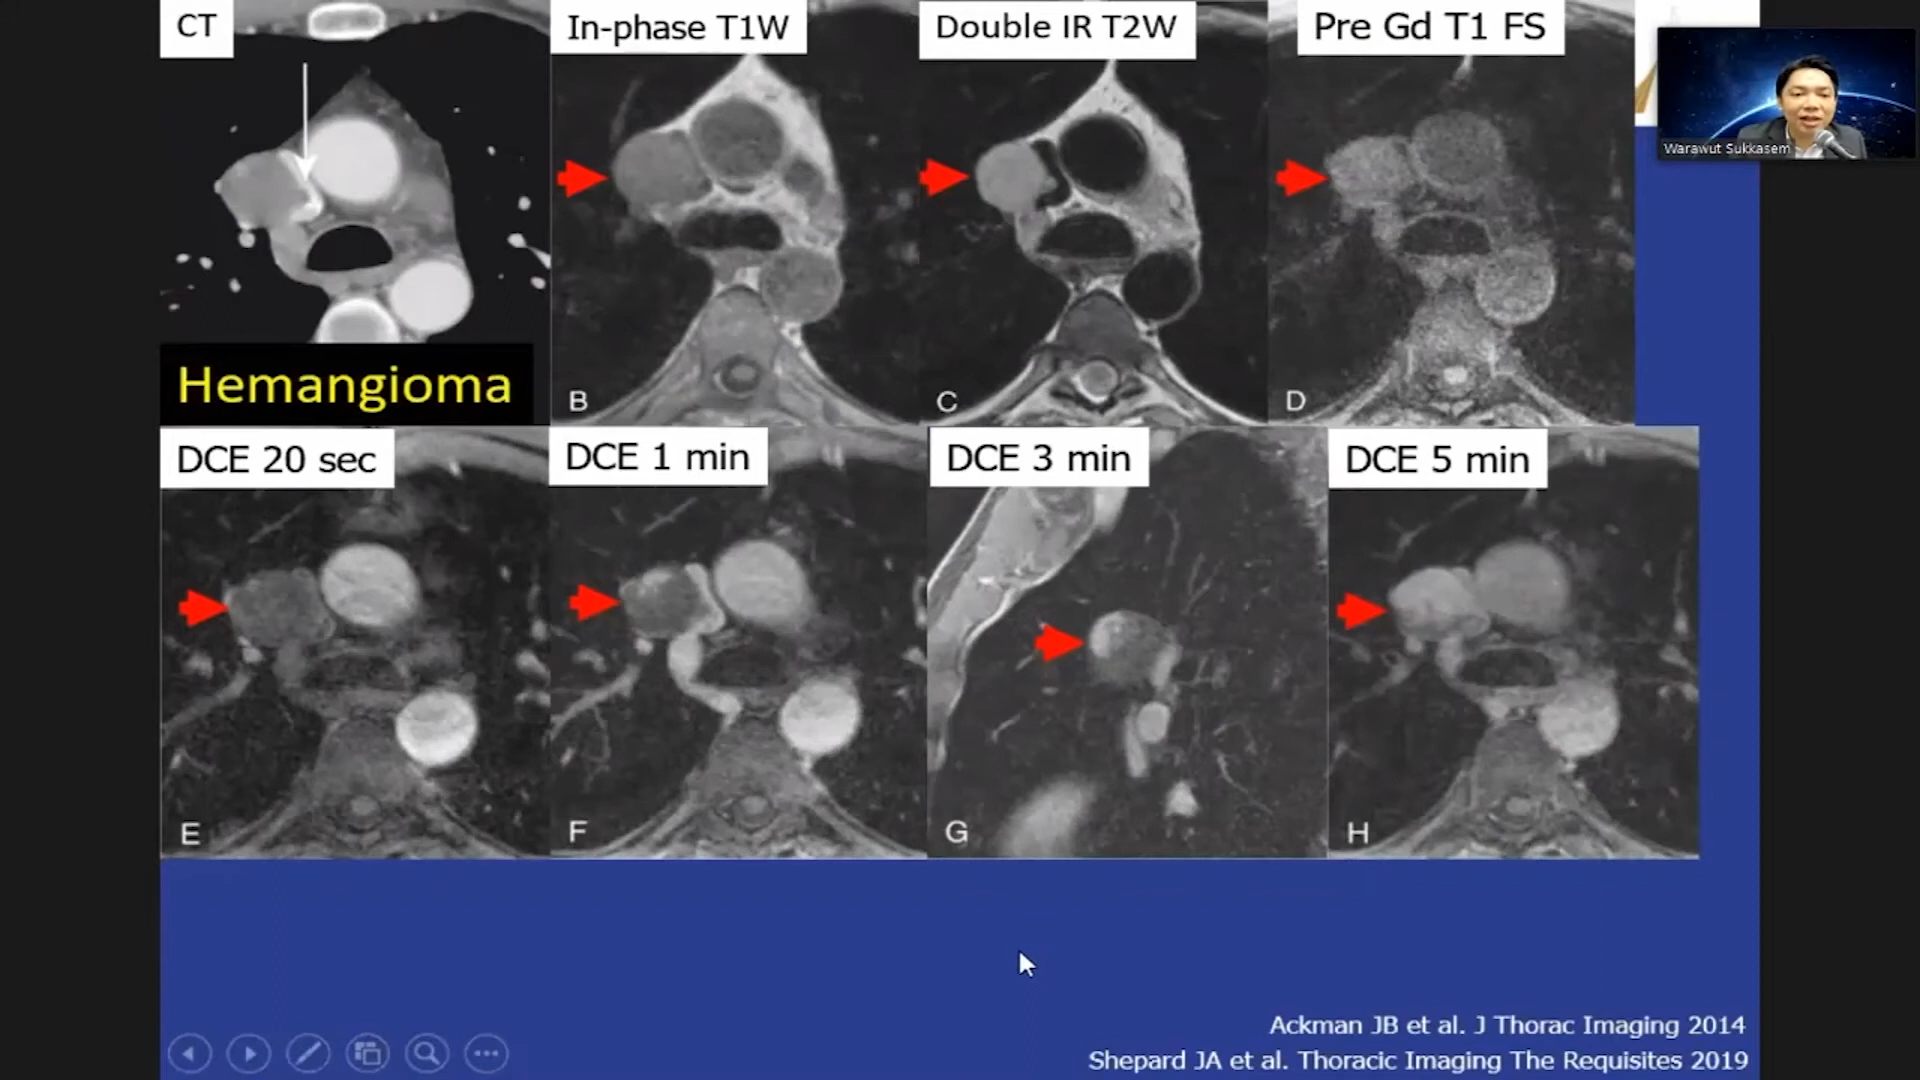 CT
In-phase T1W
Double IR T2W
Pre Gd T1 FS
Warawut Sukkasem
Hemangioma
B
C
D
DCE 20 sec
DCE 1 min
DCE 3 min
DCE 5 min
E
F
G
H
Ackman JB et al. J Thorac Imaging 2014
Shepard JA et al. Thoracic Imaging The Requisites 2019